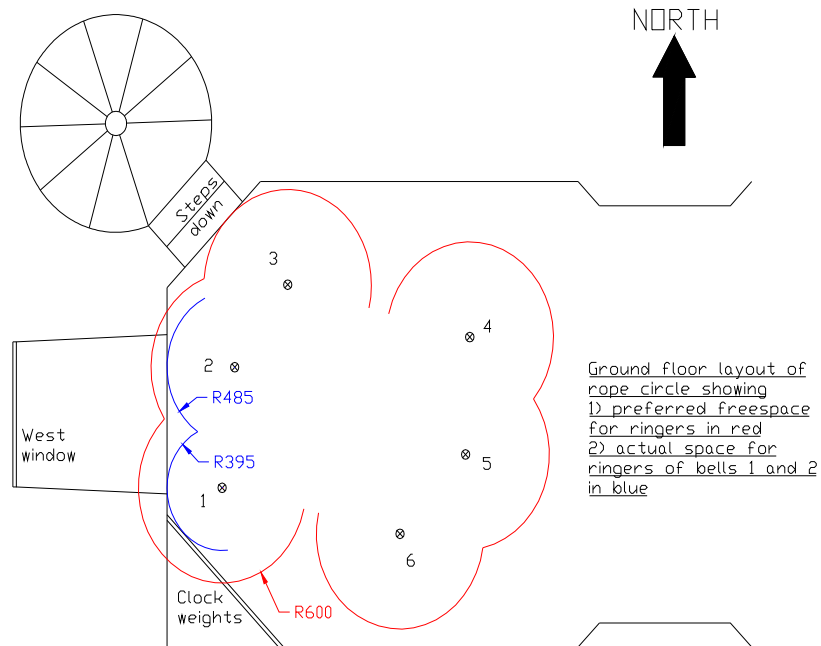 NORTH
Steps
down
3
4
2
R485
Ground floor layout of
rope circle showing
1) preferred freespace
for ringers in red
2) actual space for
ringers of bells 1 and 2
in blue
West
window
R395
5
1
6
Clock
weights
R600